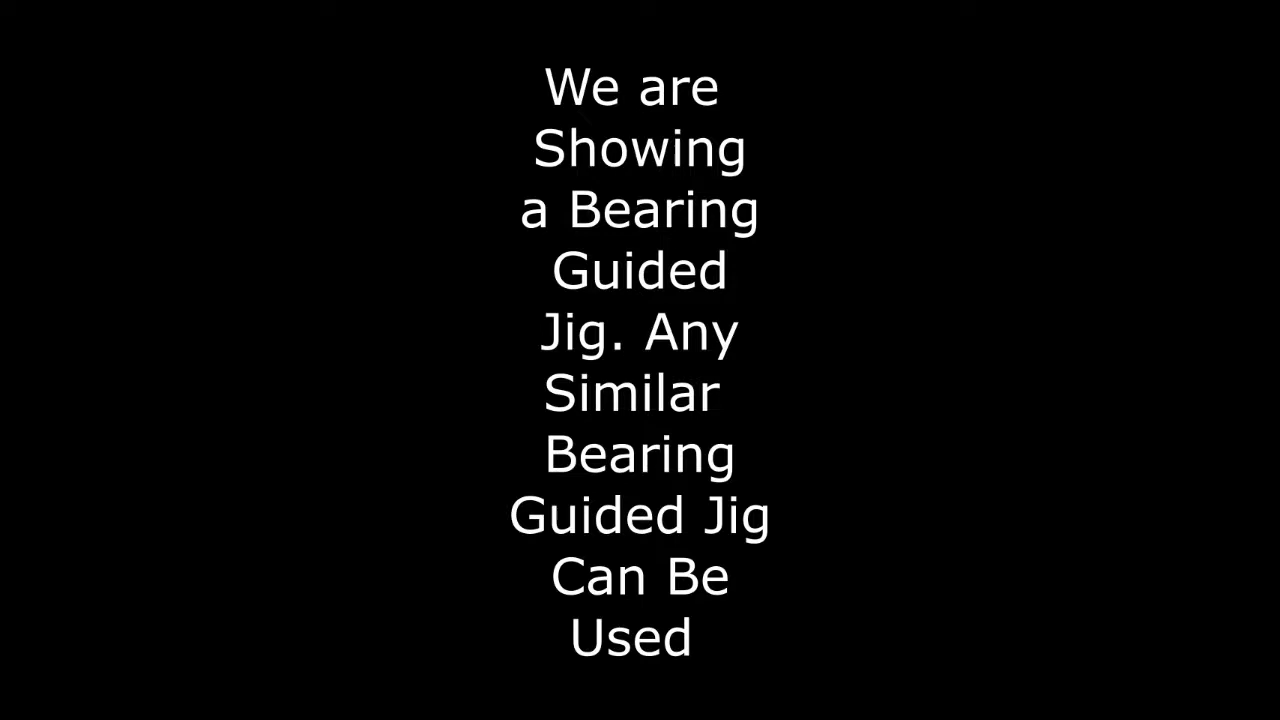 We are
Showing
a Bearing
Guided
Jig. Any
Similar
Bearing
Guided Jig
Can Be
Used